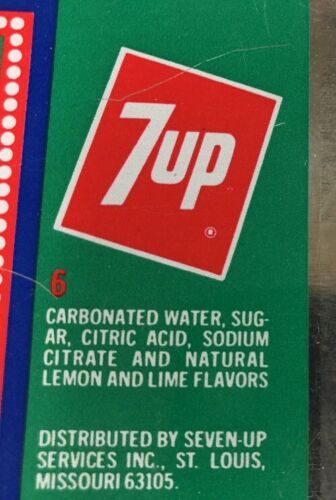 7up
®
6
CARBONATED WATER, SUG-
AR, CITRIC ACID, SODIUM
CITRATE AND NATURAL
LEMON AND LIME FLAVORS
DISTRIBUTED BY SEVEN-UP
SERVICES INC., ST. LOUIS,
MISSOURI 63105.